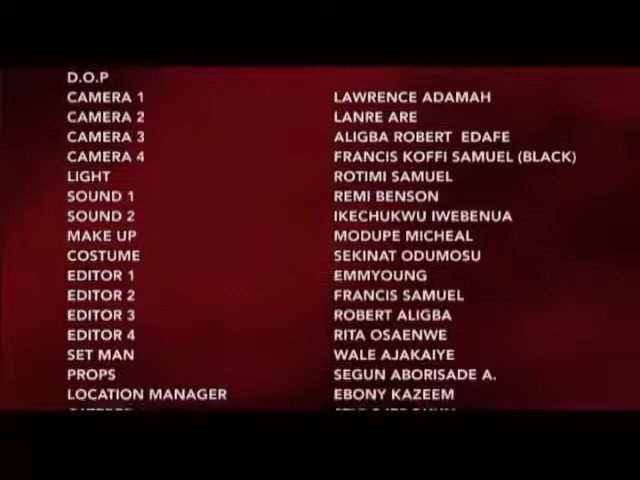 D.O.P
CAMERA 1 LAWRENCE ADAMAH
CAMERA 2 LANRE ARE
CAMERA 3 ALIGBA ROBERT EDAFE
CAMERA 4 FRANCIS KOFFI SAMUEL (BLACK)
LIGHT ROTIMI SAMUEL
SOUND 1 REMI BENSON
SOUND 2 IKECHUKWU IWEBENUA
MAKE UP MODUPE MICHEAL
COSTUME SEKINAT ODUMOSU
EDITOR 1 EMMYOUNG
EDITOR 2 FRANCIS SAMUEL
EDITOR 3 ROBERT ALIGBA
EDITOR 4 RITA OSAENWE
SET MAN WALE AJAKAIYE
PROPS SEGUN ABORISADE A.
LOCATION MANAGER EBONY KAZEEM